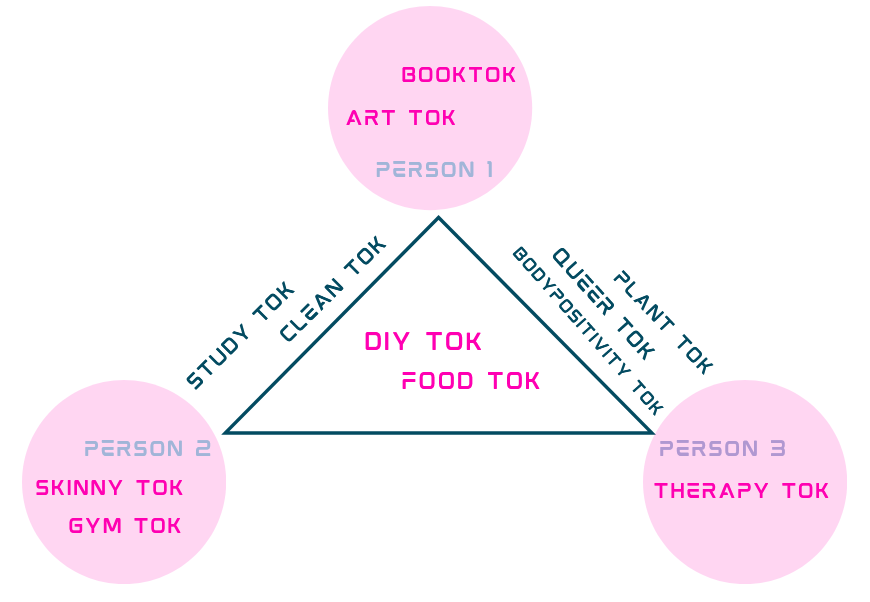 BOOKTOK
ART TOK
PERSON 1
STUDY TOK
CLEAN TOK
PLANT TOK
QUEER TOK
BODYPOSITIVITY TOK
DIY TOK
FOOD TOK
PERSON 2
SKINNY TOK
GYM TOK
PERSON 3
THERAPY TOK